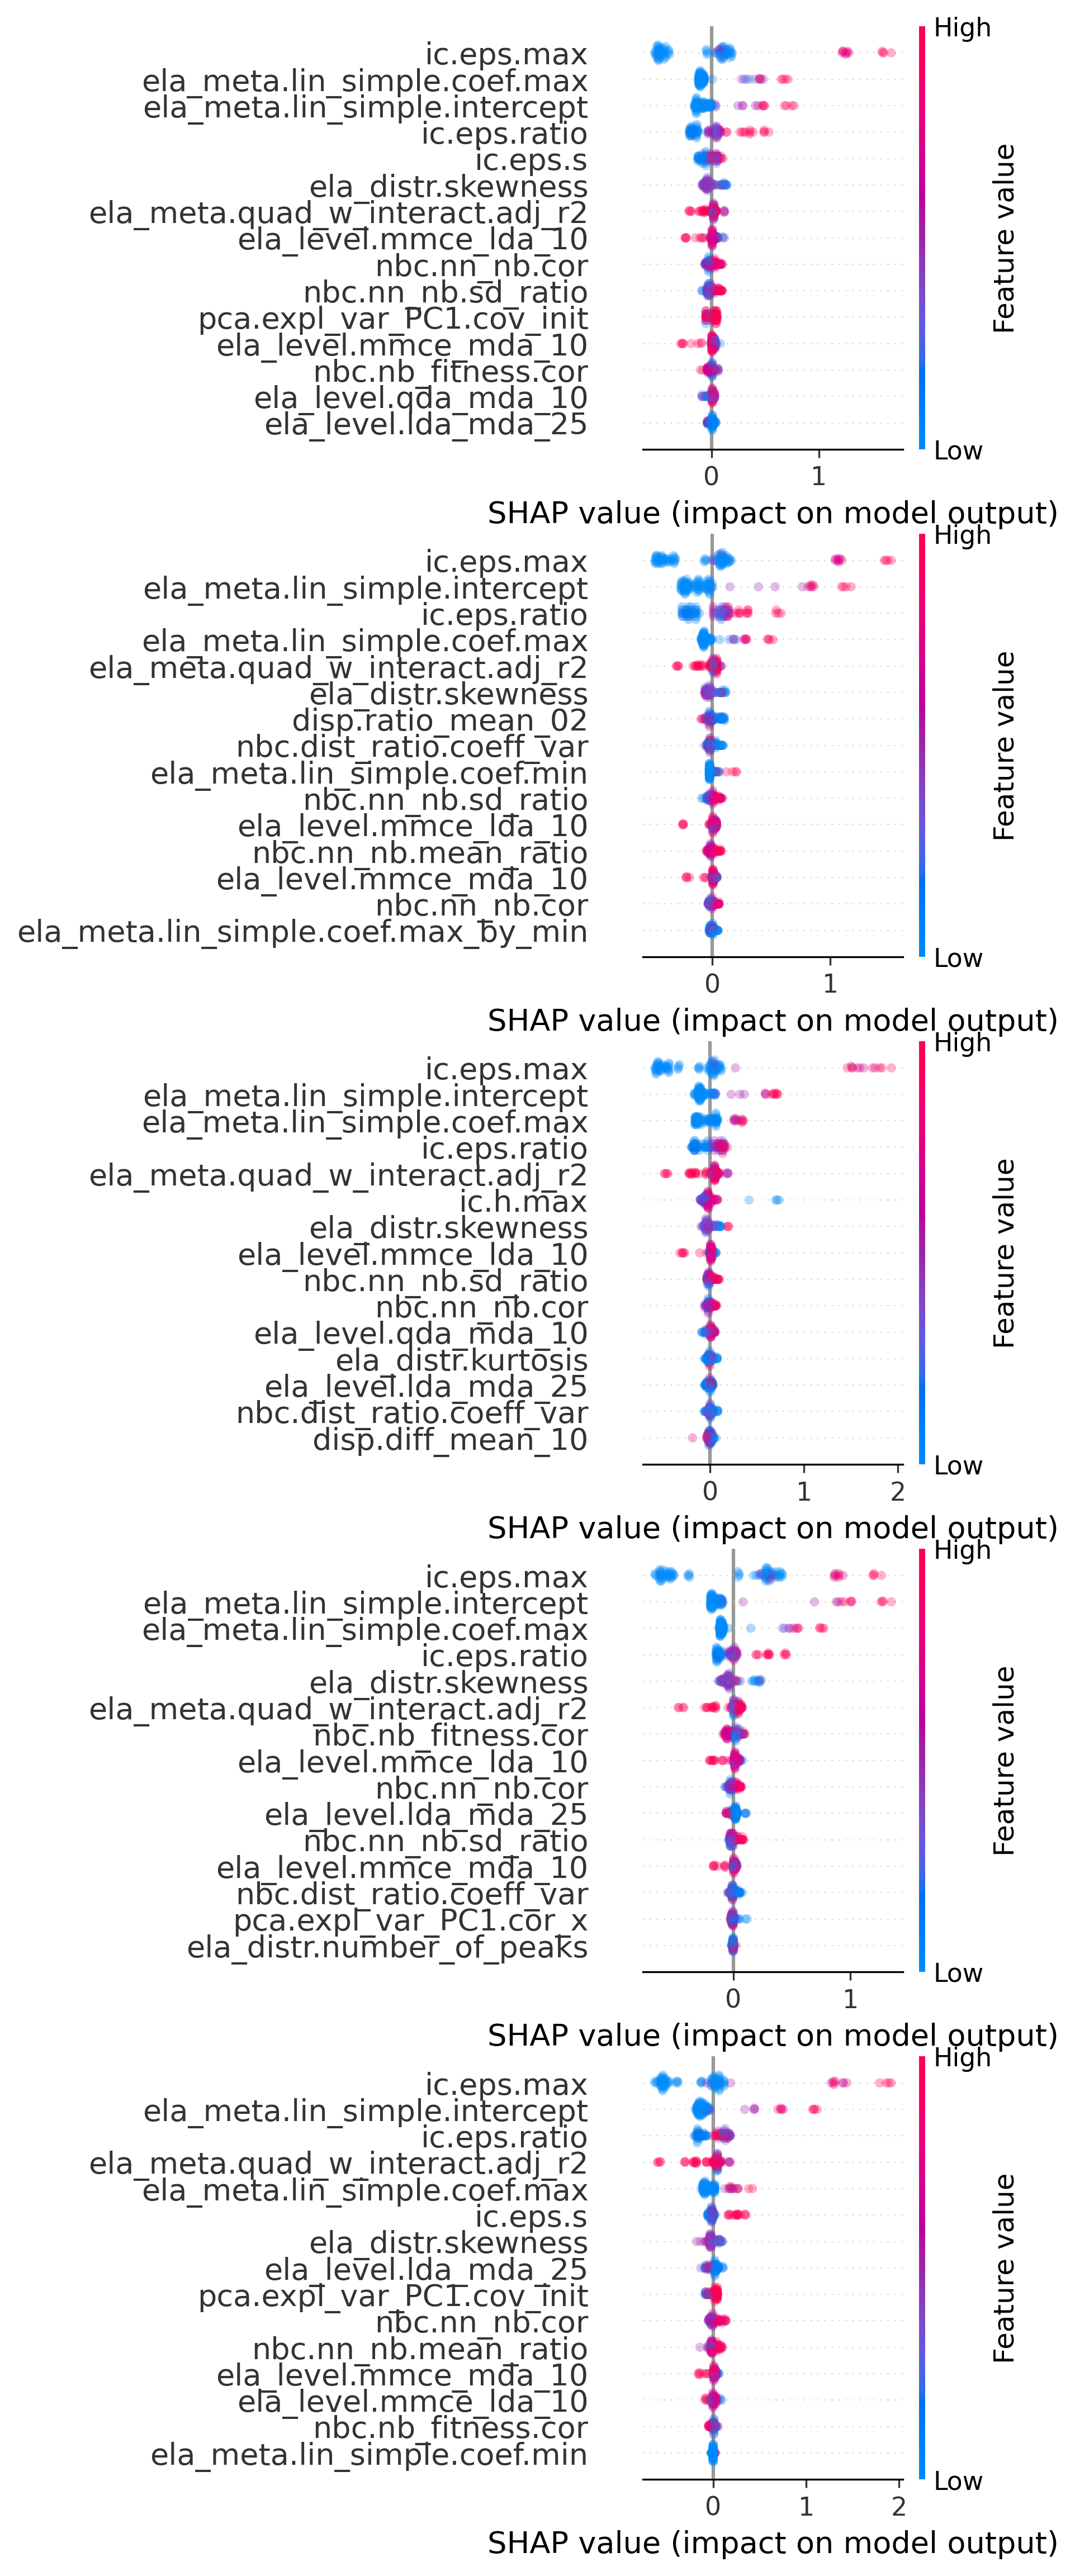 High
ic.eps.max
ela_meta.lin_simple.coef.max
ela_meta.lin_simple.intercept
ic.eps.ratio
ic.eps.s
ela_distr.skewness
ela_meta.quad_w_interact.adj_r2
ela_level.mmce_lda_10
nbc.nn_nb.cor
nbc.nn_nb.sd_ratio
pca.expl_var_PC1.cov_init
ela_level.mmce_mda_10
nbc.nb_fitness.cor
ela_level.qda_mda_10
ela_level.lda_mda_25
Feature value
Low
0 1
SHAP value (impact on model output)
High
ic.eps.max
ela_meta.lin_simple.intercept
ic.eps.ratio
ela_meta.lin_simple.coef.max
ela_meta.quad_w_interact.adj_r2
ela_distr.skewness
disp.ratio_mean_02
nbc.dist_ratio.coeff_var
ela_meta.lin_simple.coef.min
nbc.nn_nb.sd_ratio
ela_level.mmce_lda_10
nbc.nn_nb.mean_ratio
ela_level.mmce_mda_10
nbc.nn_nb.cor
ela_meta.lin_simple.coef.max_by_min
Feature value
Low
0 1
SHAP value (impact on model output)
High
ic.eps.max
ela_meta.lin_simple.intercept
ela_meta.lin_simple.coef.max
ic.eps.ratio
ela_meta.quad_w_interact.adj_r2
ic.h.max
ela_distr.skewness
ela_level.mmce_lda_10
nbc.nn_nb.sd_ratio
nbc.nn_nb.cor
ela_level.qda_mda_10
ela_distr.kurtosis
ela_level.lda_mda_25
nbc.dist_ratio.coeff_var
disp.diff_mean_10
Feature value
Low
0 1 2
SHAP value (impact on model output)
High
ic.eps.max
ela_meta.lin_simple.intercept
ela_meta.lin_simple.coef.max
ic.eps.ratio
ela_distr.skewness
ela_meta.quad_w_interact.adj_r2
nbc.nb_fitness.cor
ela_level.mmce_lda_10
nbc.nn_nb.cor
ela_level.lda_mda_25
nbc.nn_nb.sd_ratio
ela_level.mmce_mda_10
nbc.dist_ratio.coeff_var
pca.expl_var_PC1.cor_x
ela_distr.number_of_peaks
Feature value
Low
0 1
SHAP value (impact on model output)
High
ic.eps.max
ela_meta.lin_simple.intercept
ic.eps.ratio
ela_meta.quad_w_interact.adj_r2
ela_meta.lin_simple.coef.max
ic.eps.s
ela_distr.skewness
ela_level.lda_mda_25
pca.expl_var_PC1.cov_init
nbc.nn_nb.cor
nbc.nn_nb.mean_ratio
ela_level.mmce_mda_10
ela_level.mmce_lda_10
nbc.nb_fitness.cor
ela_meta.lin_simple.coef.min
Feature value
Low
0 1 2
SHAP value (impact on model output)